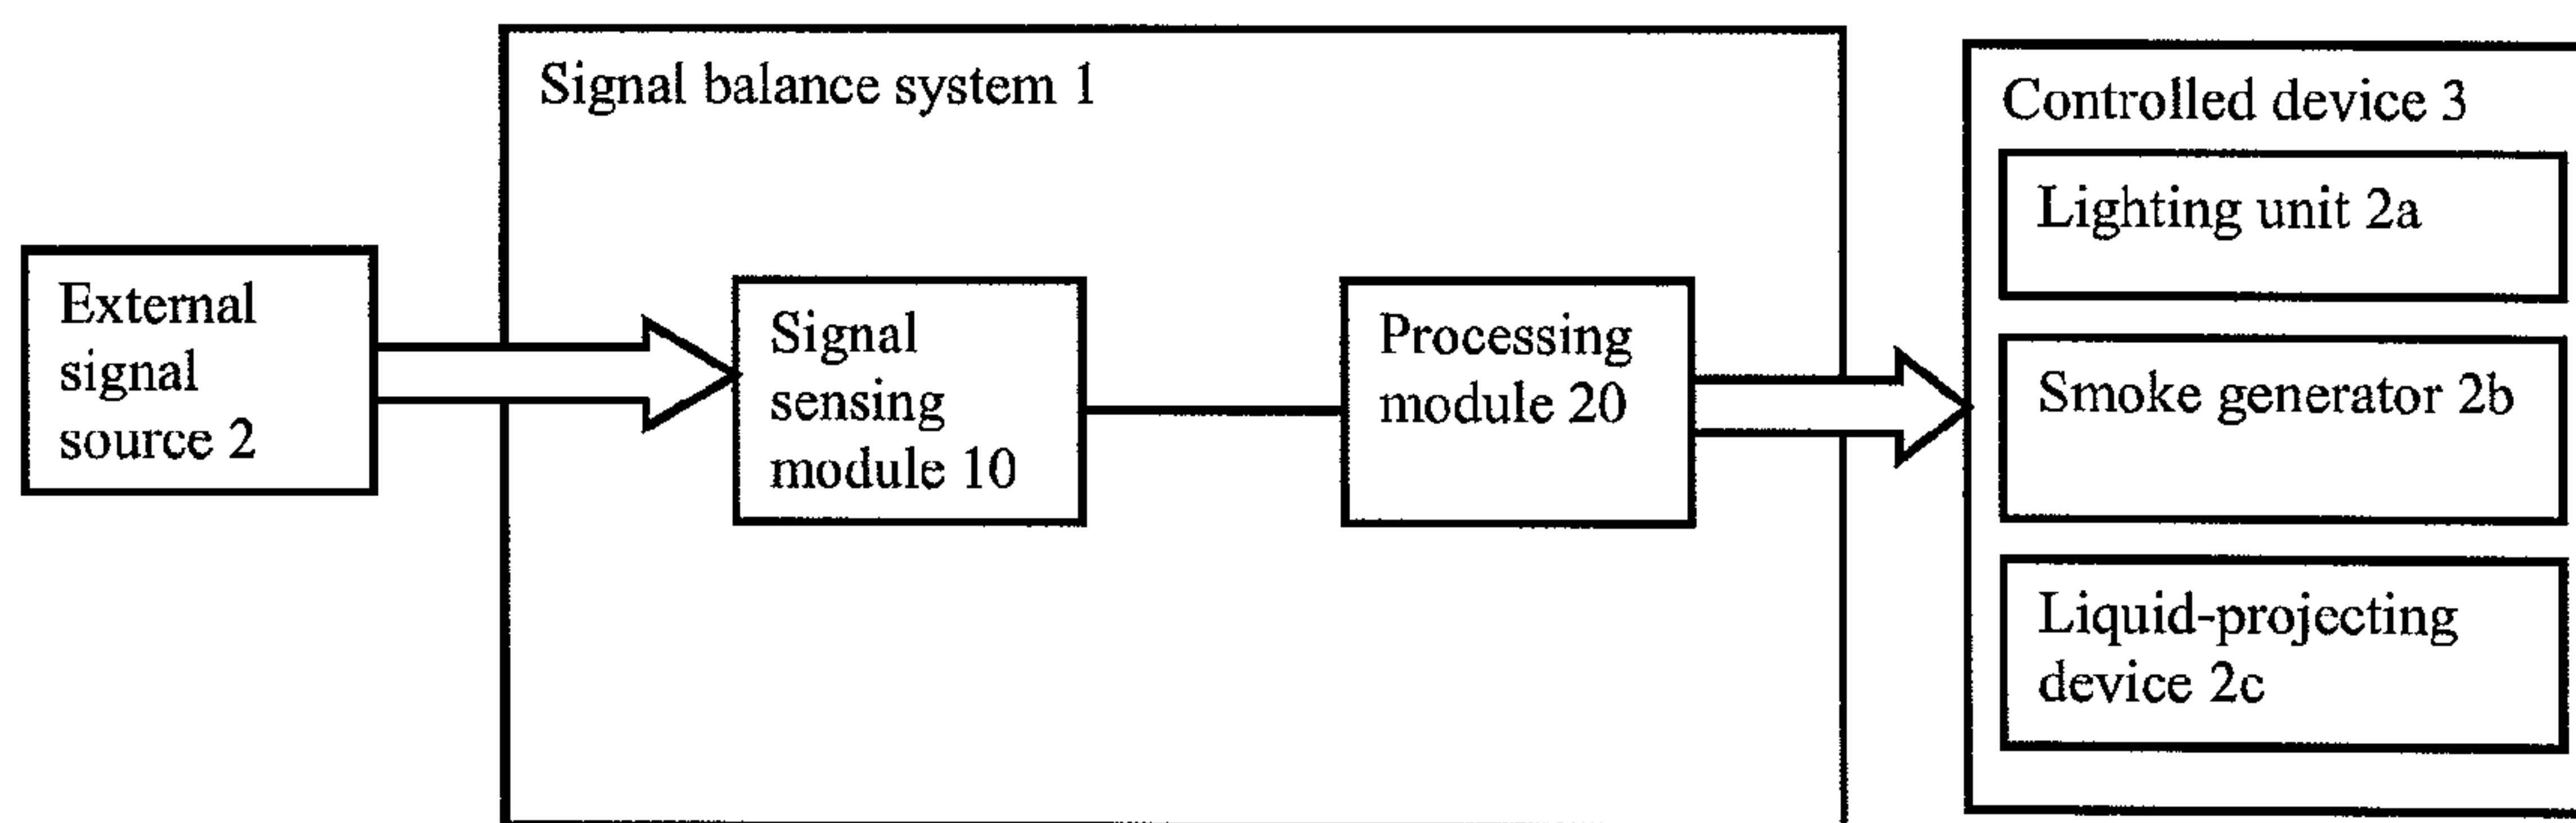 Signal balance system 1
External
signal
source 2
Signal
sensing
module 10
Processing
module 20
Controlled device 3
Lighting unit 2a
Smoke generator 2b
Liquid-projecting
device 2c